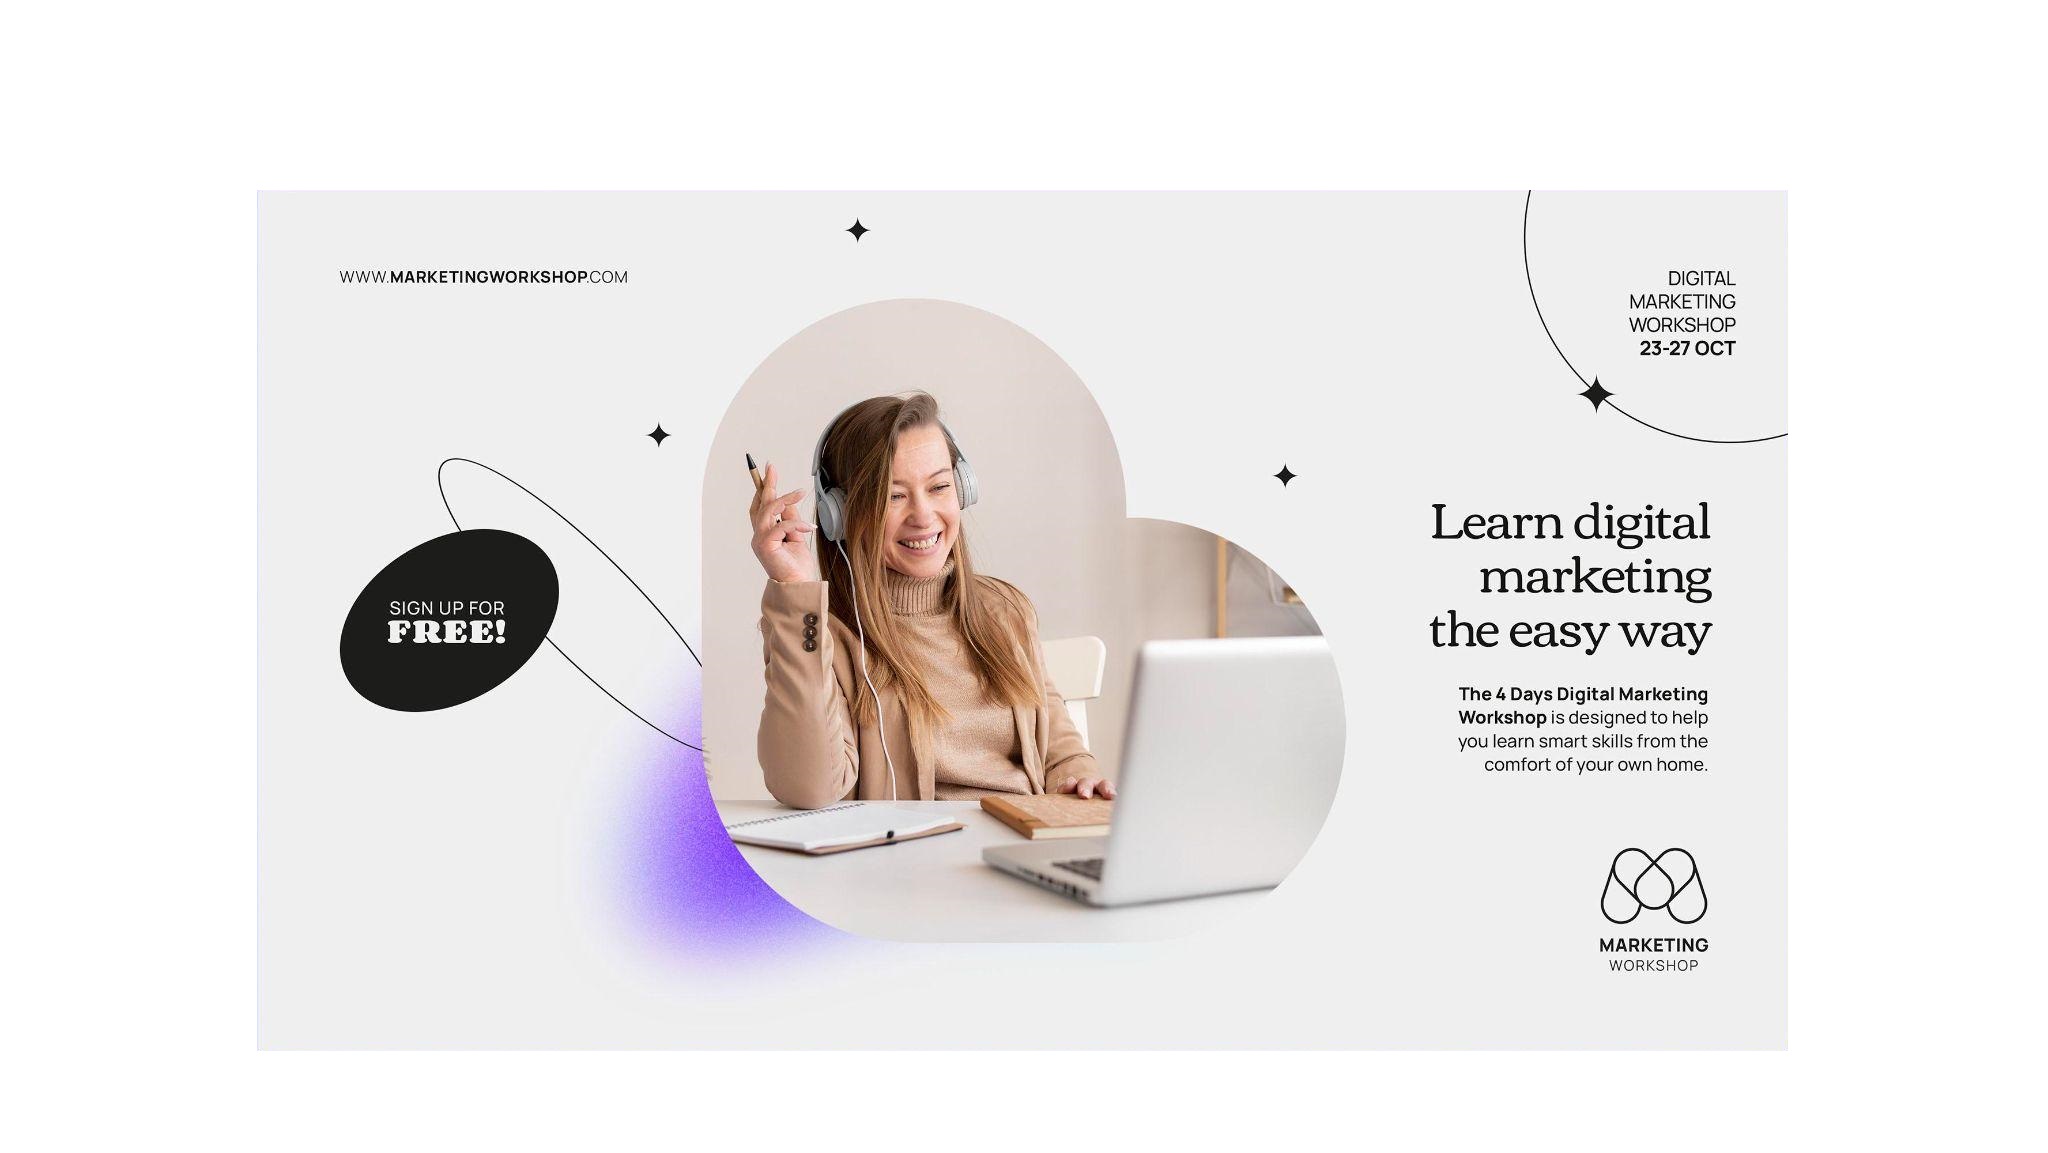 WWW.MARKETINGWORKSHOP.COM
DIGITAL
MARKETING
WORKSHOP
23-27 OCT
SIGN UP FOR
FREE!
Learn digital
marketing
the easy way
The 4 Days Digital Marketing
Workshop is designed to help
you learn smart skills from the
comfort of your own home.
MARKETING
WORKSHOP